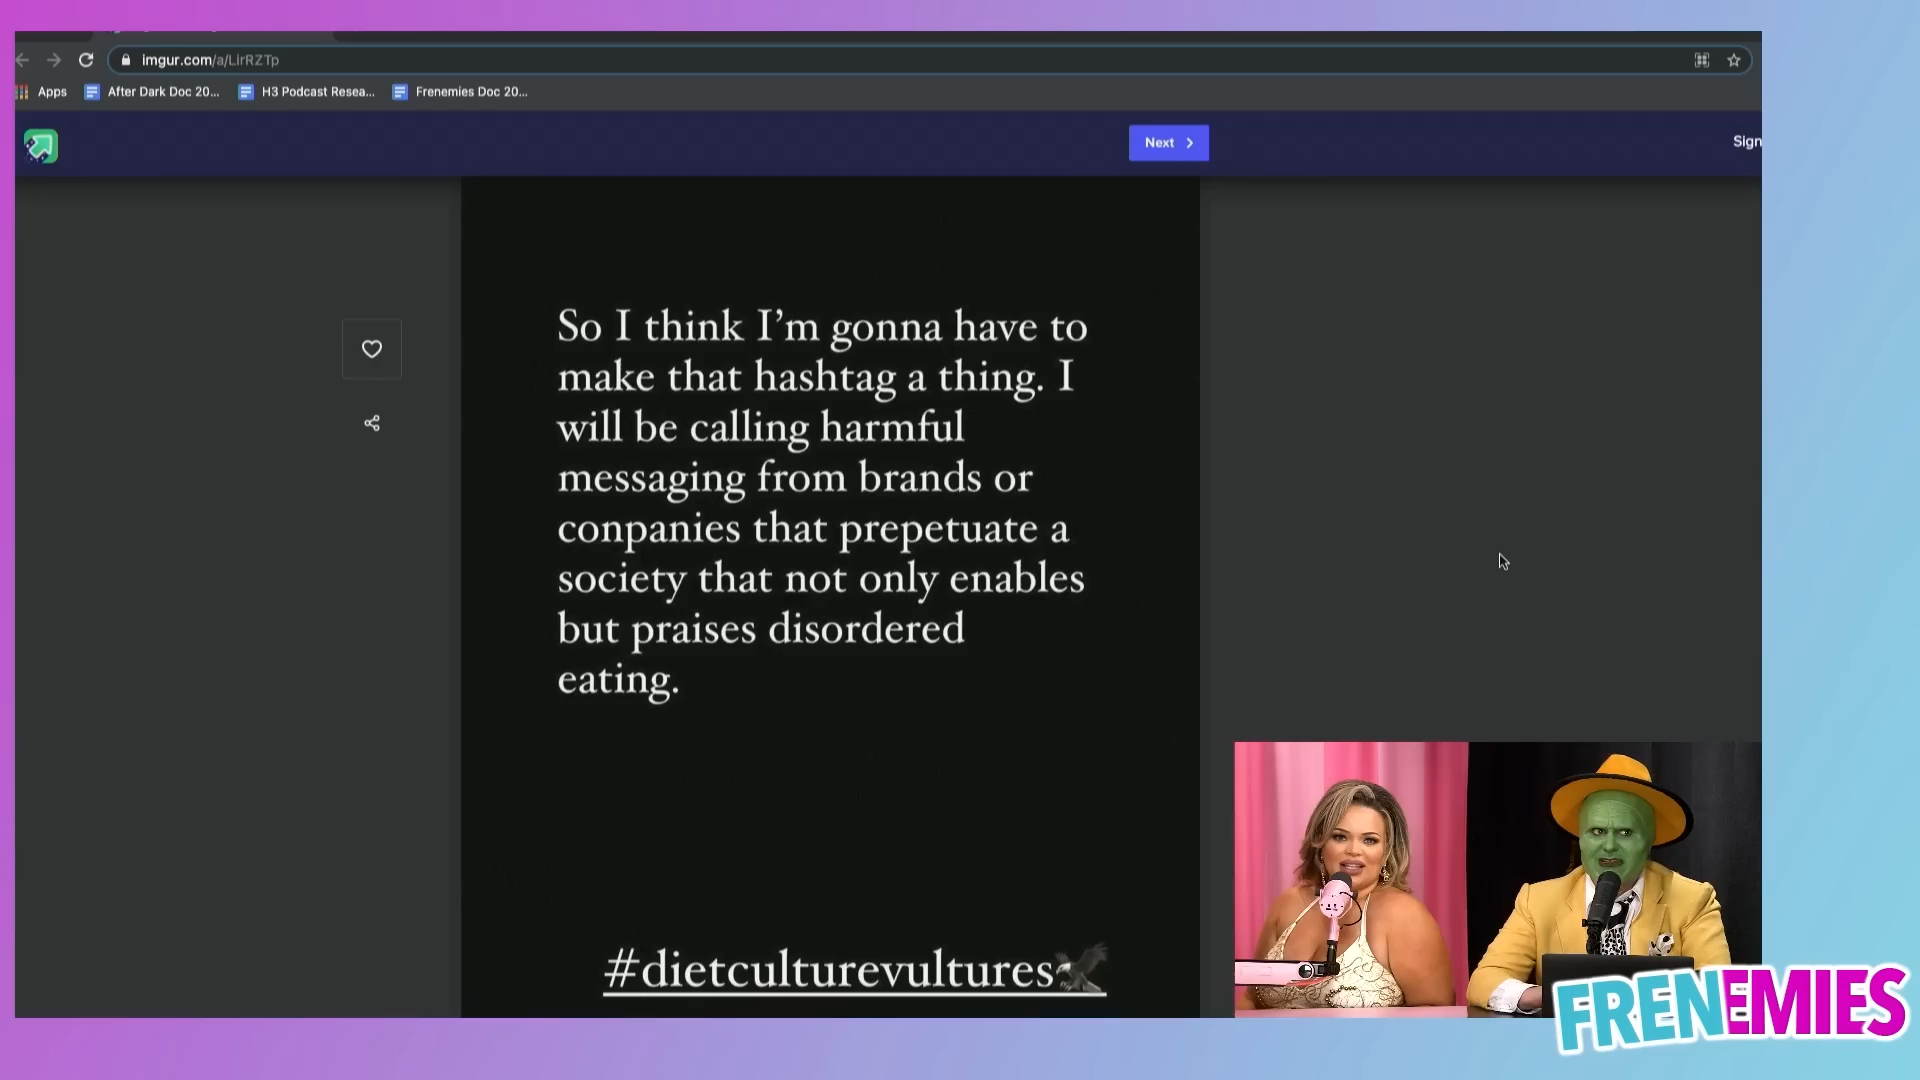 imgur.com/a/LirRZTp
Apps
After Dark Doc 20...
H3 Podcast Resea...
Frenemies Doc 20...
Next
Sign
So I think I’m gonna have to
make that hashtag a thing. I
will be calling harmful
messaging from brands or
conpanies that prepetuate a
society that not only enables
but praises disordered
eating.
#dietculturevultures
FRENEMIES